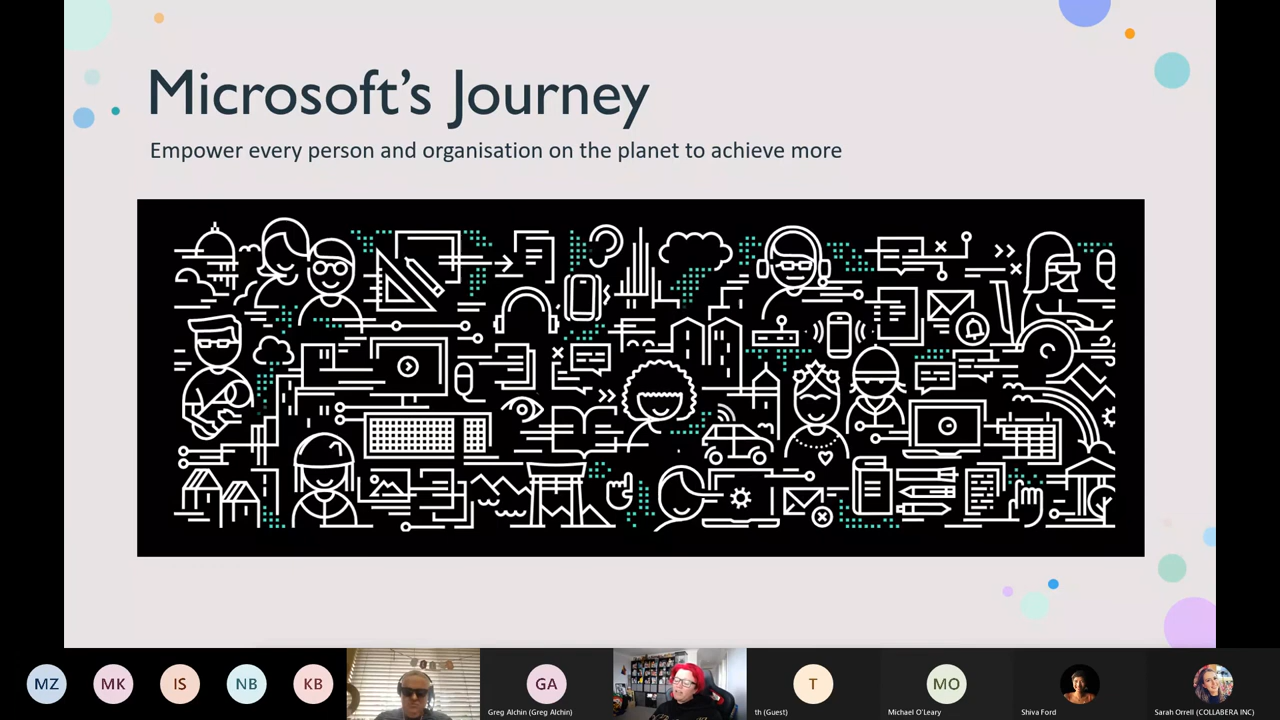 Microsoft's Journey
Empower every person and organisation on the planet to achieve more
MZ
MK
IS
NB
KB
GA
Greg Alchin (Greg Alchin)
T
th (Guest)
MO
Michael O'Leary
Shiva Ford
Sarah Orrell (COLLABERA INC)